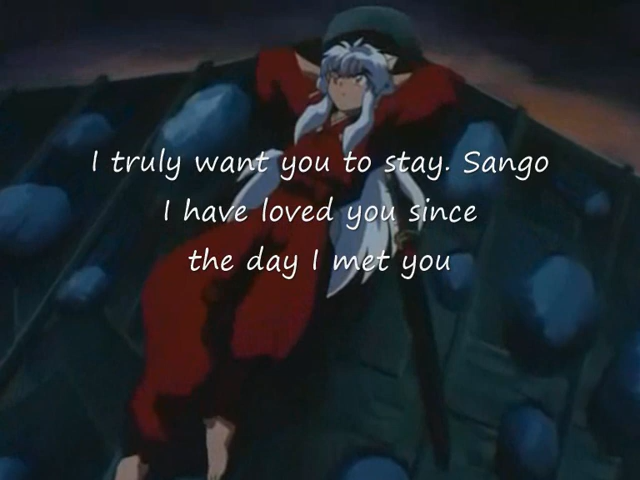 I truly want you to stay. Sango
I have loved you since
the day I met you